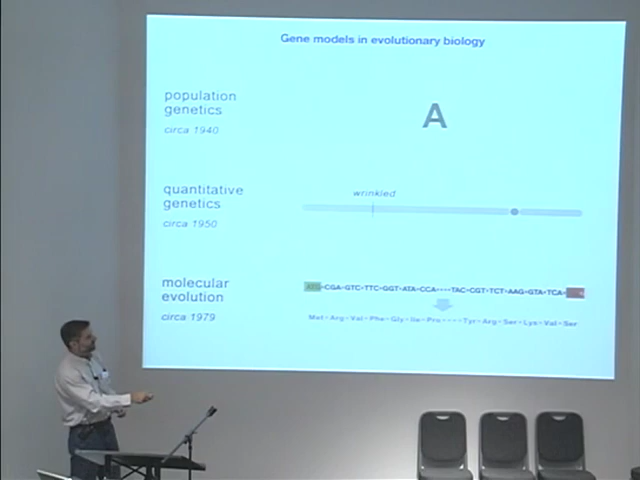 Gene models in evolutionary biology
population
genetics
circa 1940
A
quantitative
genetics
circa 1950
wrinkled
molecular
evolution
circa 1979
ATG-CGA-GTC-TTC-GGT-ATA-CCA----TAC-CGT-TCT-AAG-GTA-TCA-
Met-Arg-Val-Phe-Gly-Ile-Pro----Tyr-Arg-Ser-Lys-Val-Ser